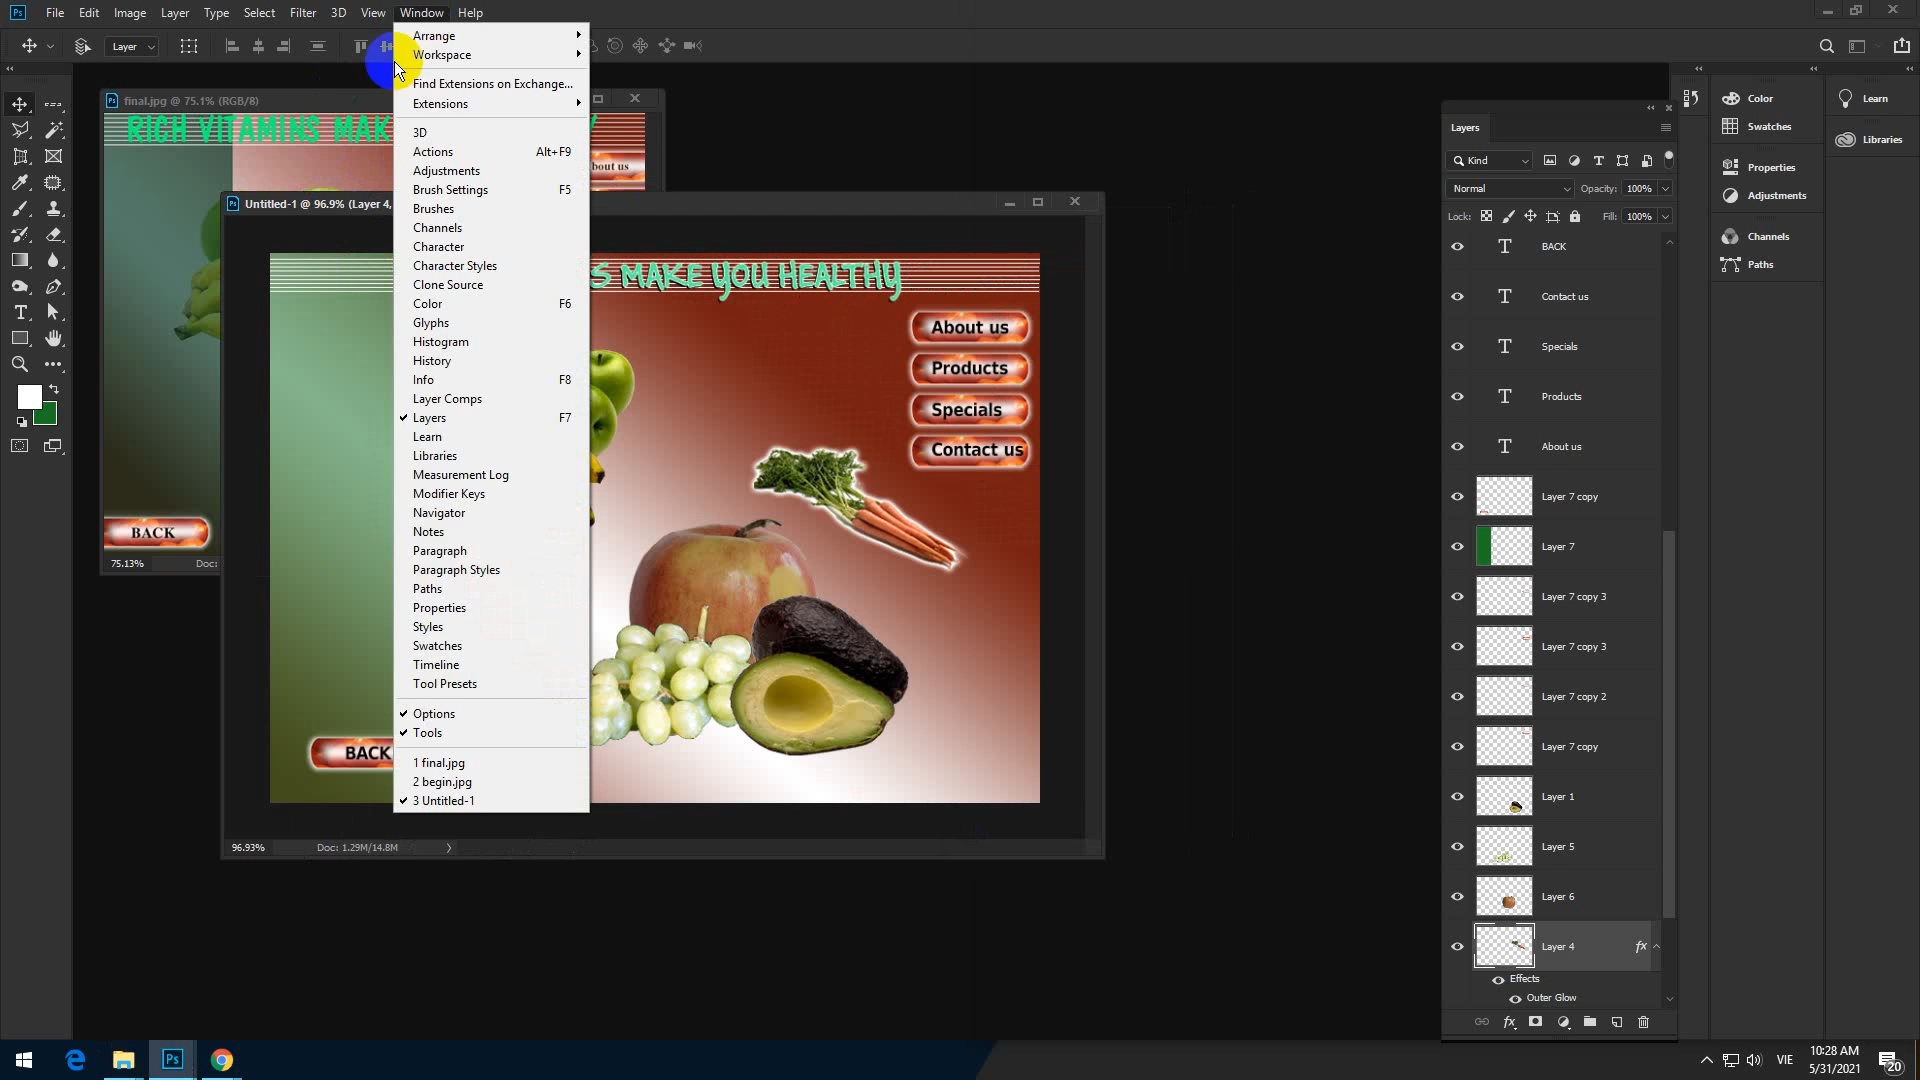 Ps File Edit Image Layer Type Select Filter 3D View Window Help
Layer
final.jpg @ 75.1% (RGB/8)
RICH VITAMINS MAK
Y
bout us
BACK
75.13% Doc:
Arrange
Workspace
Find Extensions on Exchange...
Extensions
3D
Actions Alt+F9
Adjustments
Brush Settings F5
Brushes
Channels
Character
Character Styles
Clone Source
Color F6
Glyphs
Histogram
History
Info F8
Layer Comps
Layers F7
Learn
Libraries
Measurement Log
Modifier Keys
Navigator
Notes
Paragraph
Paragraph Styles
Paths
Properties
Styles
Swatches
Timeline
Tool Presets
Options
Tools
1 final.jpg
2 begin.jpg
3 Untitled-1
Untitled-1 @ 96.9% (Layer 4,
S MAKE YOU HEALTHY
About us
Products
Specials
Contact us
BACK
96.93% Doc: 1.29M/14.8M
Layers
Kind
Normal Opacity: 100%
Lock: Fill: 100%
BACK
Contact us
Specials
Products
About us
Layer 7 copy
Layer 7
Layer 7 copy 3
Layer 7 copy 3
Layer 7 copy 2
Layer 7 copy
Layer 1
Layer 5
Layer 6
Layer 4 fx
Effects
Outer Glow
fx
Color
Swatches
Properties
Adjustments
Channels
Paths
Learn
Libraries
Ps
VIE
10:28 AM
5/31/2021
20